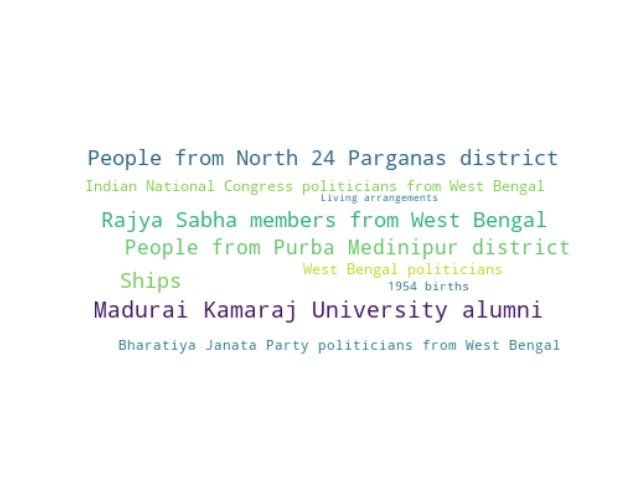 People from North 24 Parganas district
Indian National Congress politicians from West Bengal
Living arrangements
Rajya Sabha members from West Bengal
People from Purba Medinipur district
West Bengal politicians
Ships
1954 births
Madurai Kamaraj University alumni
Bharatiya Janata Party politicians from West Bengal